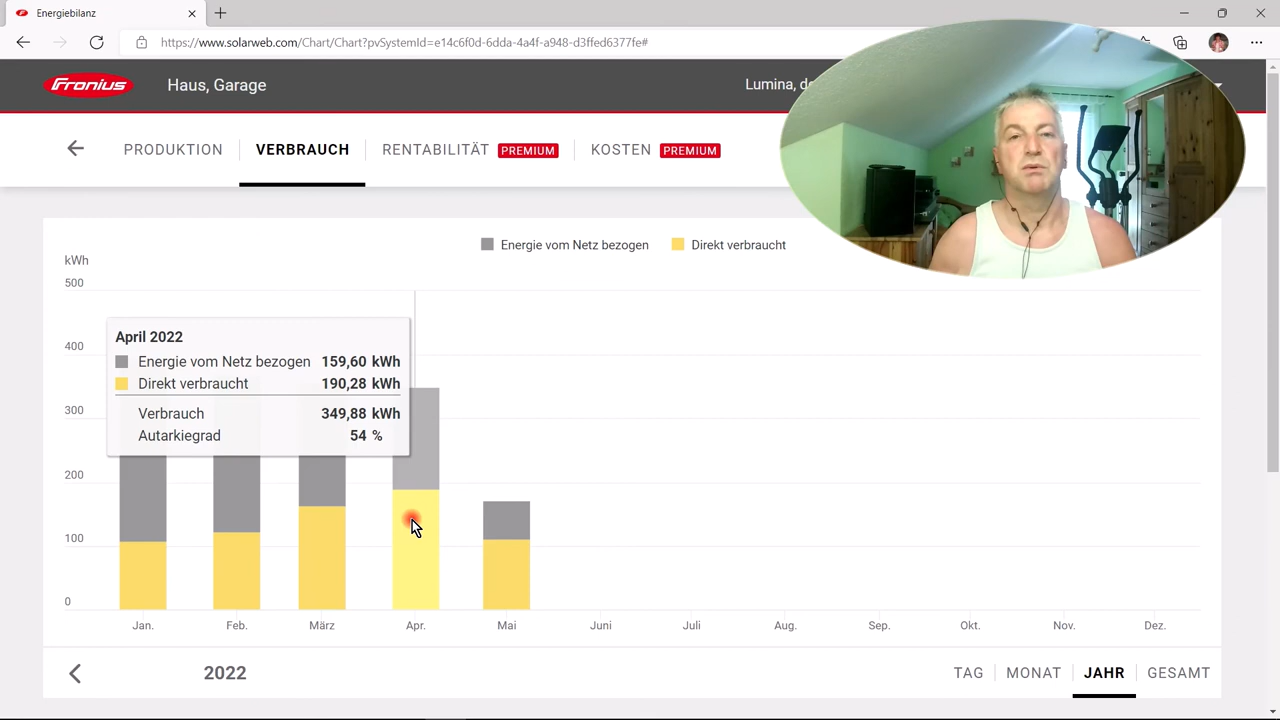 Energiebilanz
https://www.solarweb.com/Chart/Chart?pvSystemId=e14c6f0d-6dda-4a4f-a948-d3ffed6377fe#
Fronius
Haus, Garage
Lumina, de
PRODUKTION
VERBRAUCH
RENTABILITÄT PREMIUM
KOSTEN PREMIUM
Energie vom Netz bezogen
Direkt verbraucht
kWh
500
400
300
200
100
0
April 2022
Energie vom Netz bezogen 159,60 kWh
Direkt verbraucht 190,28 kWh
Verbrauch 349,88 kWh
Autarkiegrad 54 %
Jan. Feb. März Apr. Mai Juni Juli Aug. Sep. Okt. Nov. Dez.
2022
TAG MONAT JAHR GESAMT